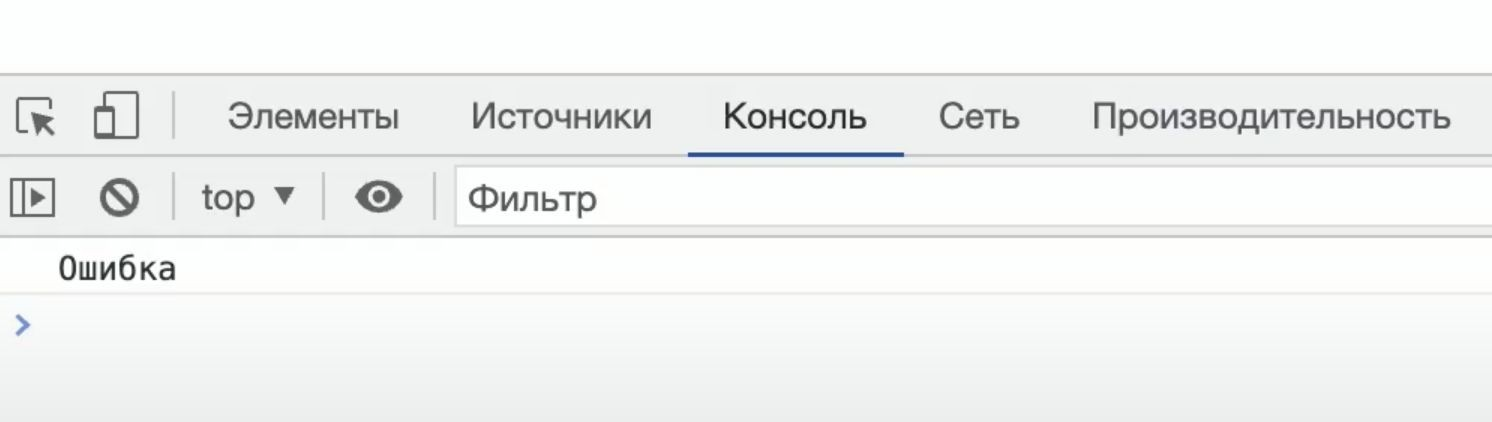 Элементы Источники Консоль Сеть Производительность
top Фильтр
Ошибка